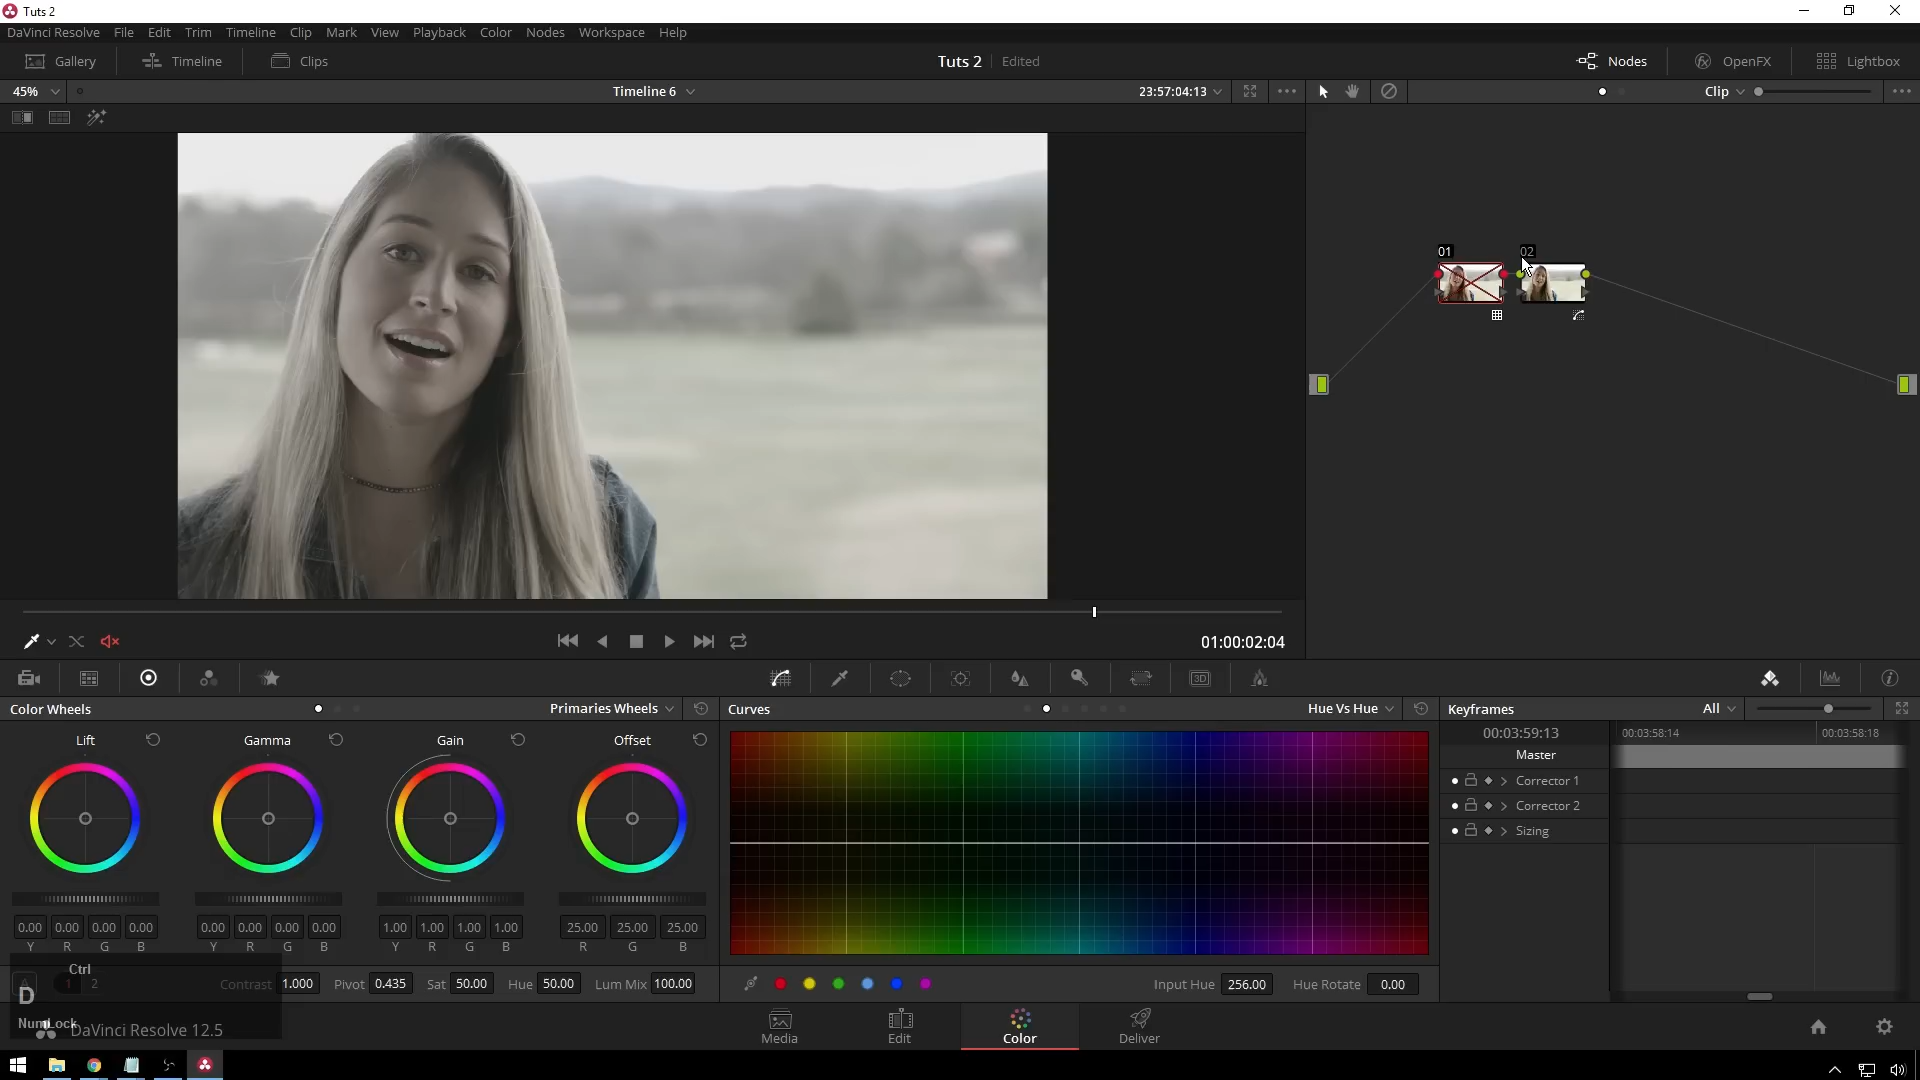 Tuts 2
DaVinci Resolve File Edit Trim Timeline Clip Mark View Playback Color Nodes Workspace Help
Gallery Timeline Clips Tuts 2 Edited Nodes OpenFX Lightbox
45% Timeline 6 23:57:04:13 Clip
01 02
01:00:02:04
3D
Color Wheels Primaries Wheels Curves Hue Vs Hue Keyframes All
00:03:59:13 00:03:58:14 00:03:58:18
Lift Gamma Gain Offset Master
Corrector 1
Corrector 2
Sizing
0.00 0.00 0.00 0.00 0.00 0.00 0.00 0.00 1.00 1.00 1.00 1.00 25.00 25.00 25.00
Y R G B Y R G B Y R G B R G B
Ctrl
A 1 2 Contrast 1.000 Pivot 0.435 Sat 50.00 Hue 50.00 Lum Mix 100.00 Input Hue 256.00 Hue Rotate 0.00
D
NumLock
DaVinci Resolve 12.5 Media Edit Color Deliver